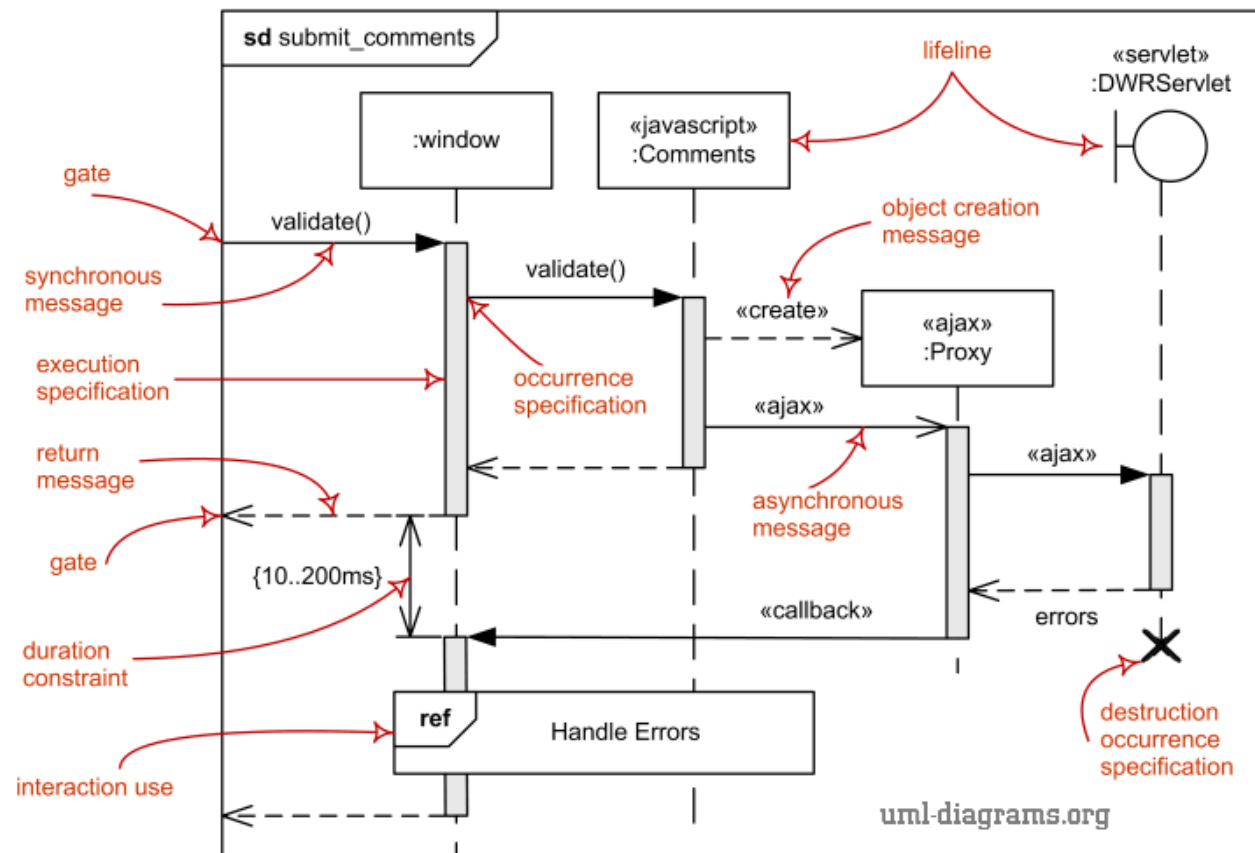 sd submit_comments
lifeline
«servlet»
:DWRServlet
:window
«javascript»
:Comments
gate
validate()
object creation
message
synchronous
message
validate()
«create»
«ajax»
:Proxy
execution
specification
occurrence
specification
«ajax»
return
message
«ajax»
asynchronous
message
gate
{10..200ms}
«callback»
errors
duration
constraint
ref
Handle Errors
destruction
occurrence
specification
interaction use
uml-diagrams.org